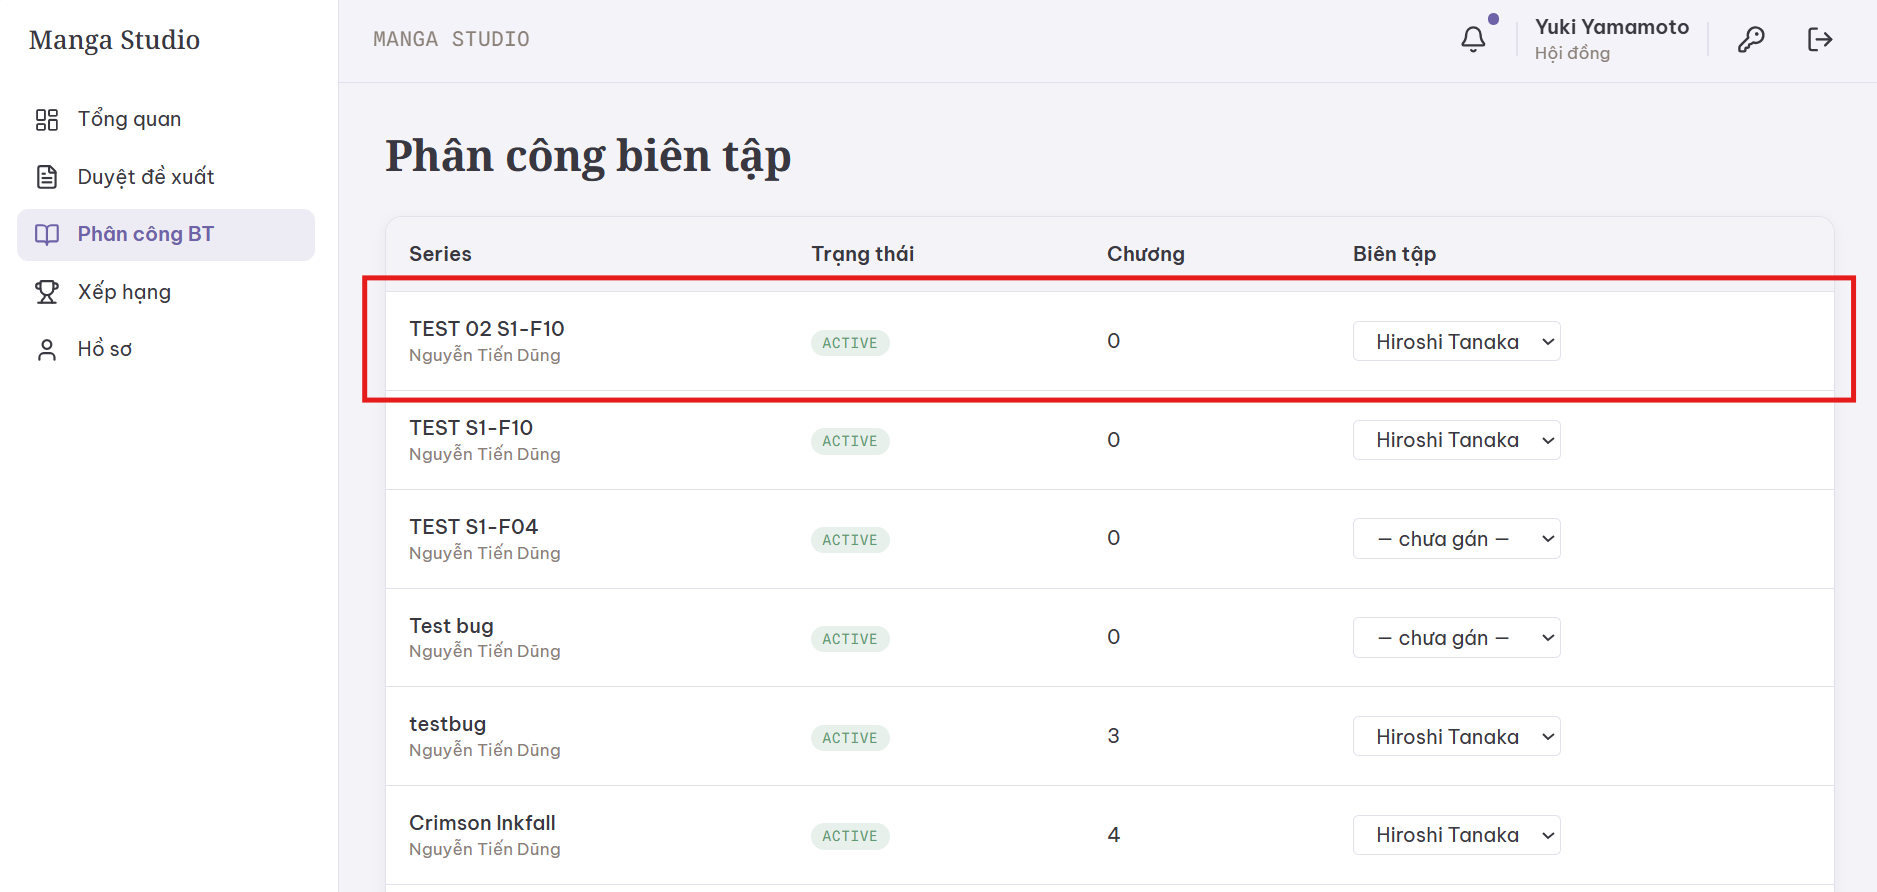 Manga Studio
MANGA STUDIO
Yuki Yamamoto
Hội đồng
Tổng quan
Duyệt đề xuất
Phân công BT
Xếp hạng
Hồ sơ
Phân công biên tập
Series Trạng thái Chương Biên tập
TEST 02 S1-F10
Nguyễn Tiến Dũng
ACTIVE 0 Hiroshi Tanaka
TEST S1-F10
Nguyễn Tiến Dũng
ACTIVE 0 Hiroshi Tanaka
TEST S1-F04
Nguyễn Tiến Dũng
ACTIVE 0 — chưa gán —
Test bug
Nguyễn Tiến Dũng
ACTIVE 0 — chưa gán —
testbug
Nguyễn Tiến Dũng
ACTIVE 3 Hiroshi Tanaka
Crimson Inkfall
Nguyễn Tiến Dũng
ACTIVE 4 Hiroshi Tanaka